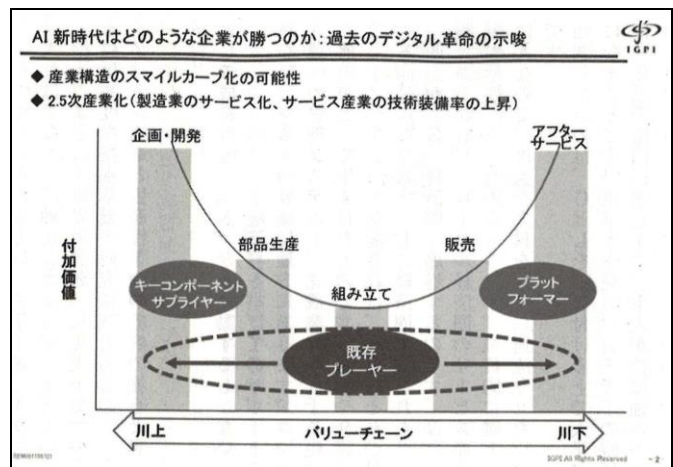 AI 新時代はどのような企業が勝つのか：過去のデジタル革命の示唆
IGPI
◆ 産業構造のスマイルカーブ化の可能性
◆ 2.5次産業化（製造業のサービス化、サービス産業の技術装備率の上昇）
企画・開発
アフター
サービス
部品生産
販売
付加価値
キーコンポーネント
サプライヤー
組み立て
プラット
フォーマー
既存
プレーヤー
川上
バリューチェーン
川下
IGPI All Rights Reserved
- 2 -